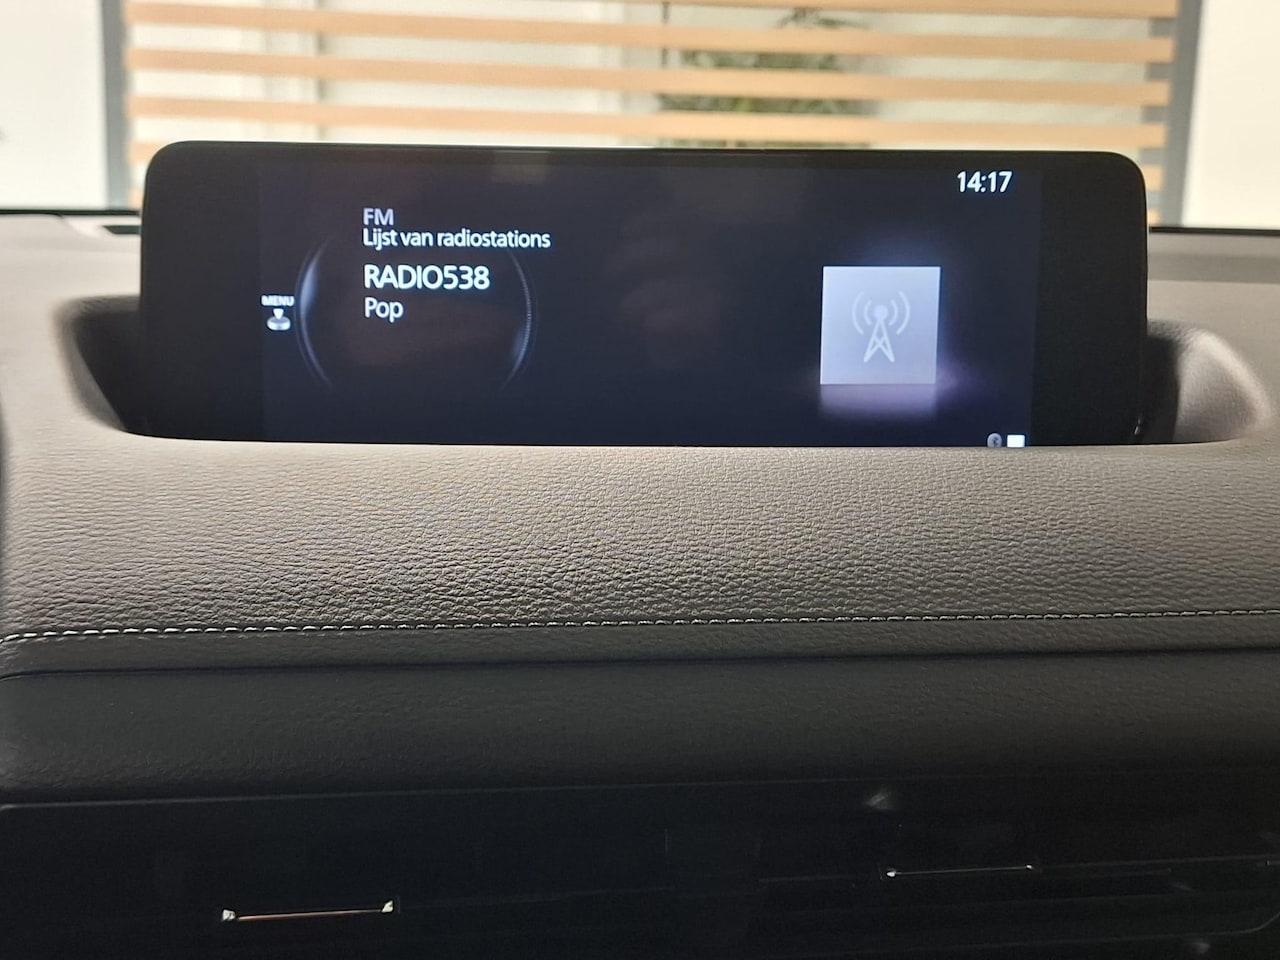 14:17
FM
Lijst van radiostations
RADIO538
MENU
Pop